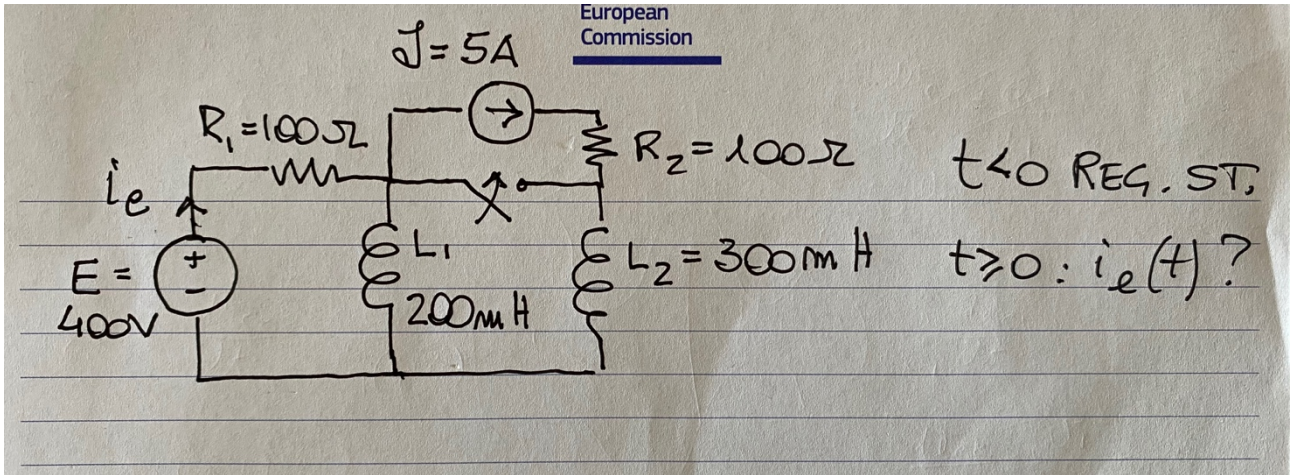 European
Commission
J = 5A
R₁ = 100Ω
R₂ = 100Ω
t<0 REG. ST.
ie
+
-
E =
400V
L₁
200mH
L₂ = 300mH
t≥0 : ie(t) ?